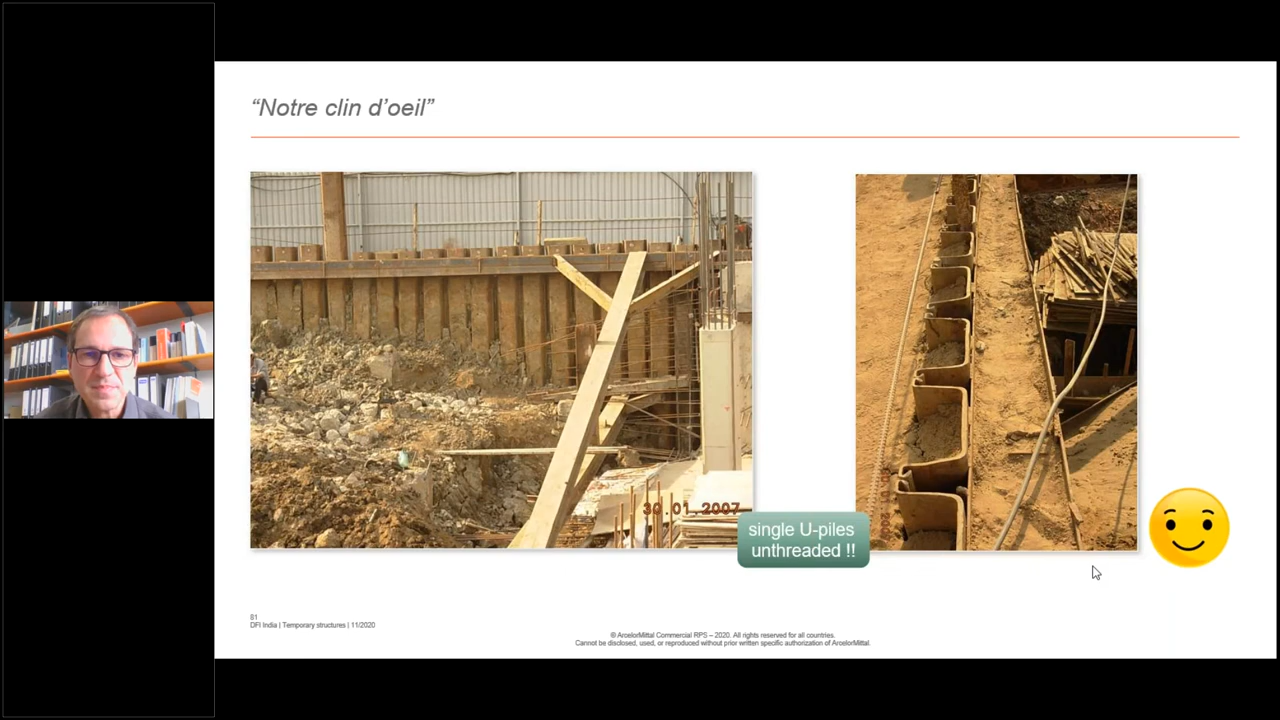 “Notre clin d’oeil”
30.01.2007
single U-piles
unthreaded !!
81
DFI India | Temporary structures | 11/2020
© ArcelorMittal Commercial RPS – 2020. All rights reserved for all countries.
Cannot be disclosed, used, or reproduced without prior written specific authorization of ArcelorMittal.